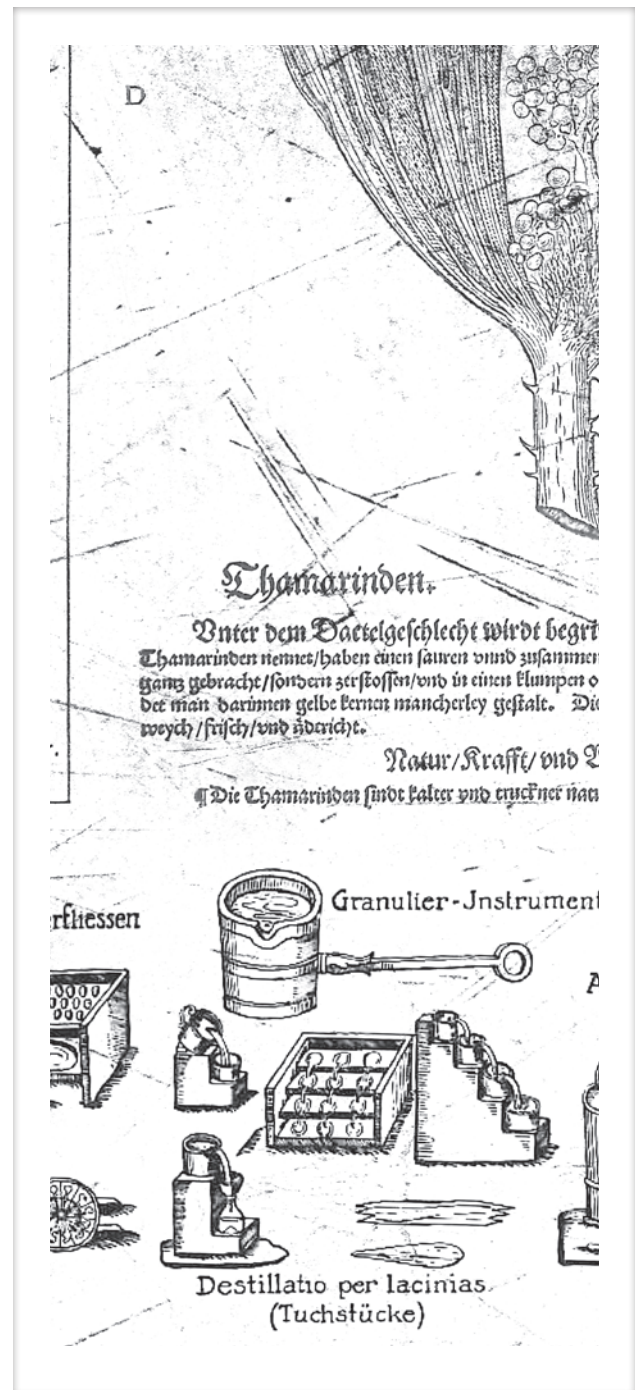 D
Thamarinden.
Vnter dem Dattelgeschlecht wirdt begri
Thamarinden nennet/haben einen sauren vnnd zusammen
gantz gebracht/sondern zerstossen/vnd in einen klumpen o
det man darinnen gelbe kernen mancherley gestalt. Die
weych/frisch/vnd ädericht.
Natur/Krafft/vnd
¶Die Thamarinden sindt kalter vnd truckner natu
Granulier-Jnstrument
rfliessen
A
Destillatio per lacinias.
(Tuchstücke)